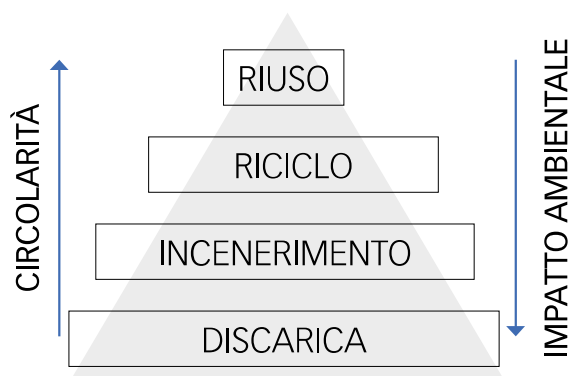 RIUSO
RICICLO
INCENERIMENTO
DISCARICA
CIRCOLARITÀ
IMPATTO AMBIENTALE